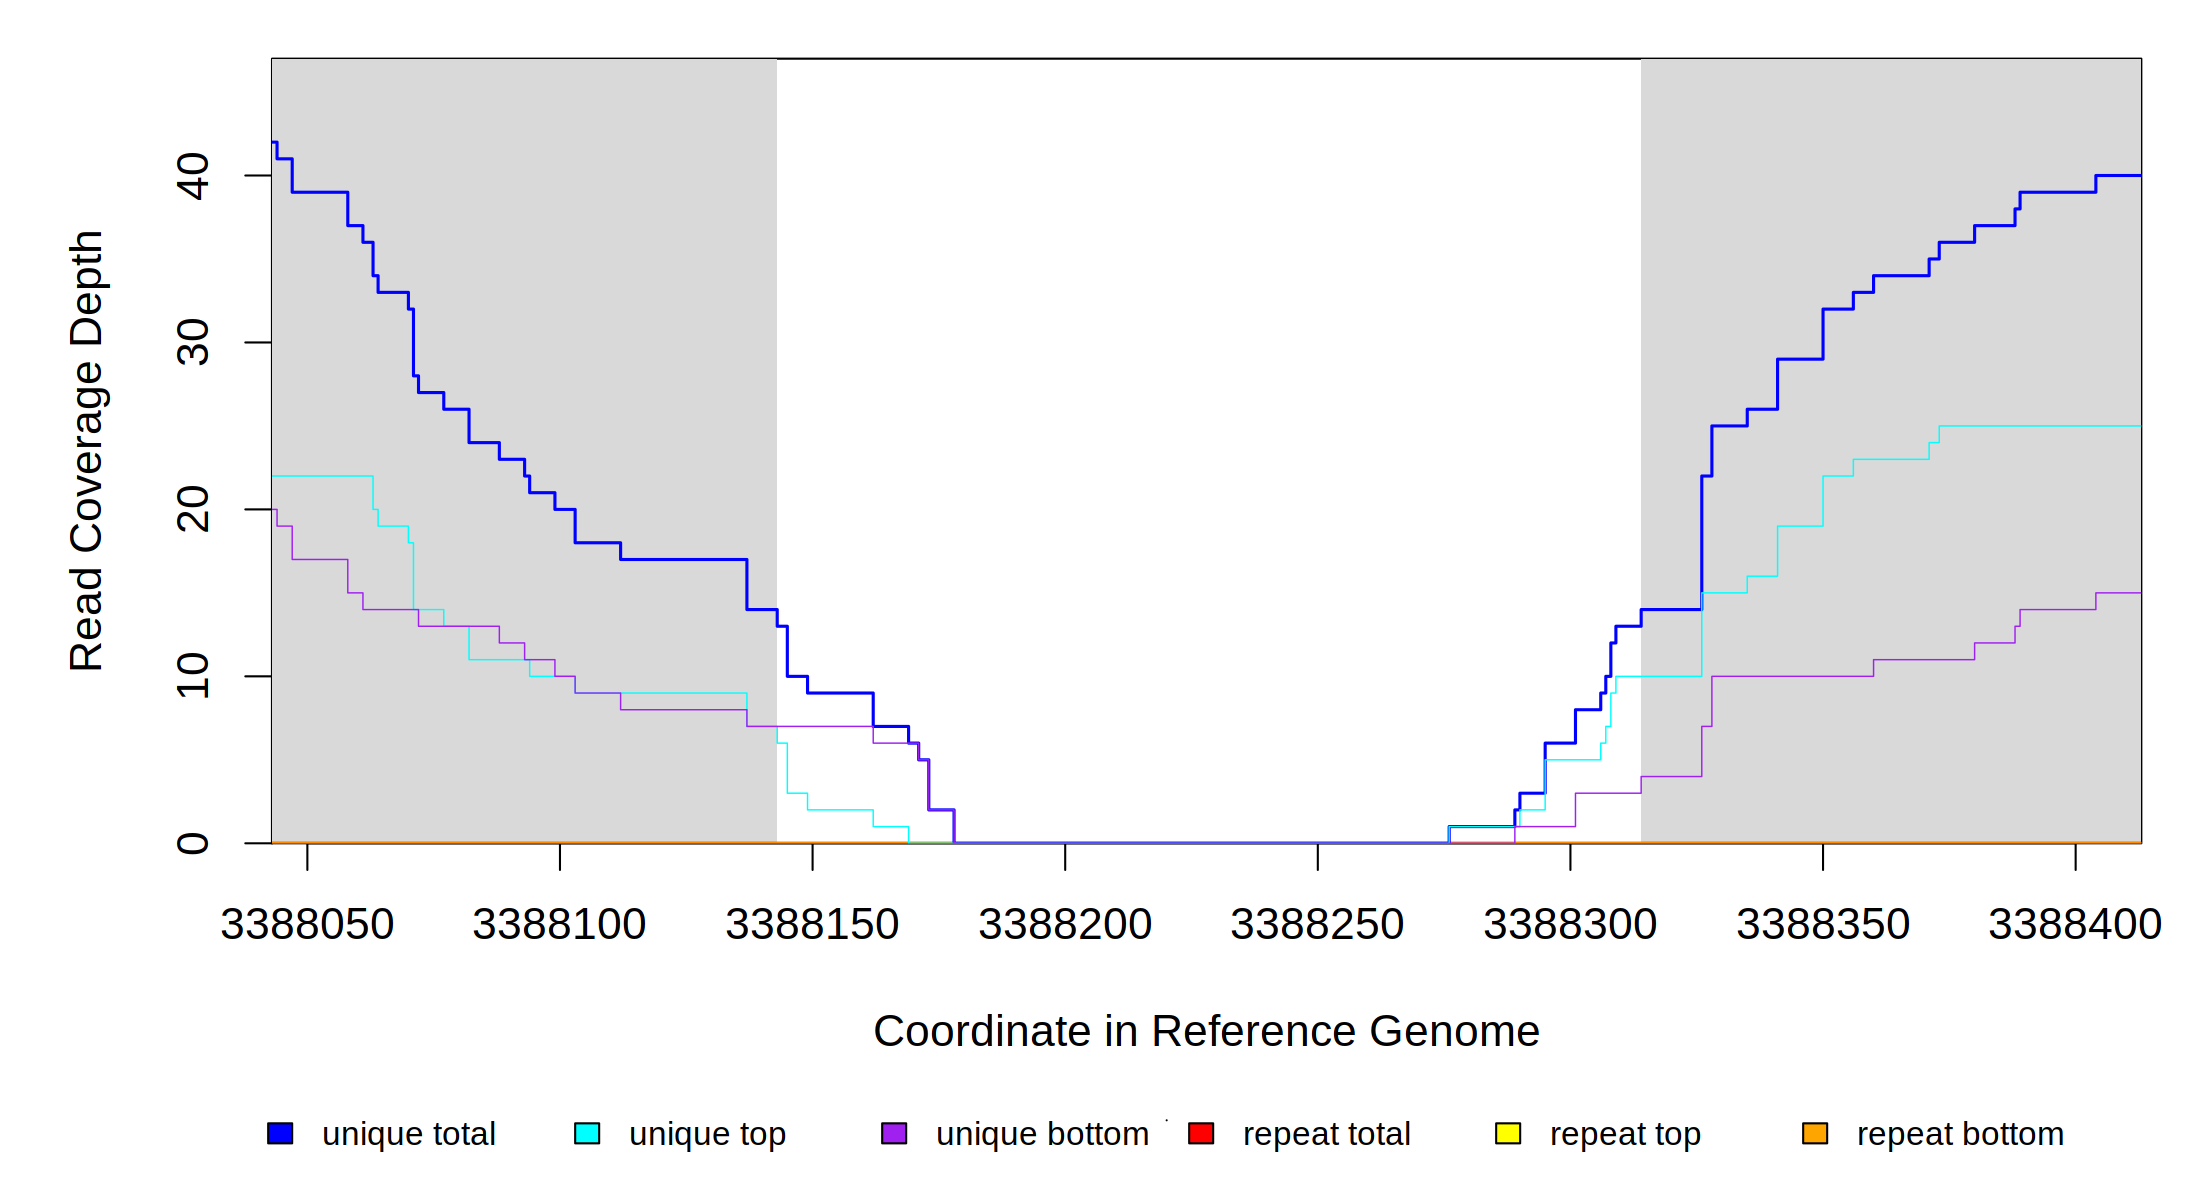 Read Coverage Depth
40
30
20
10
0
3388050 3388100 3388150 3388200 3388250 3388300 3388350 3388400
Coordinate in Reference Genome
unique total unique top unique bottom repeat total repeat top repeat bottom